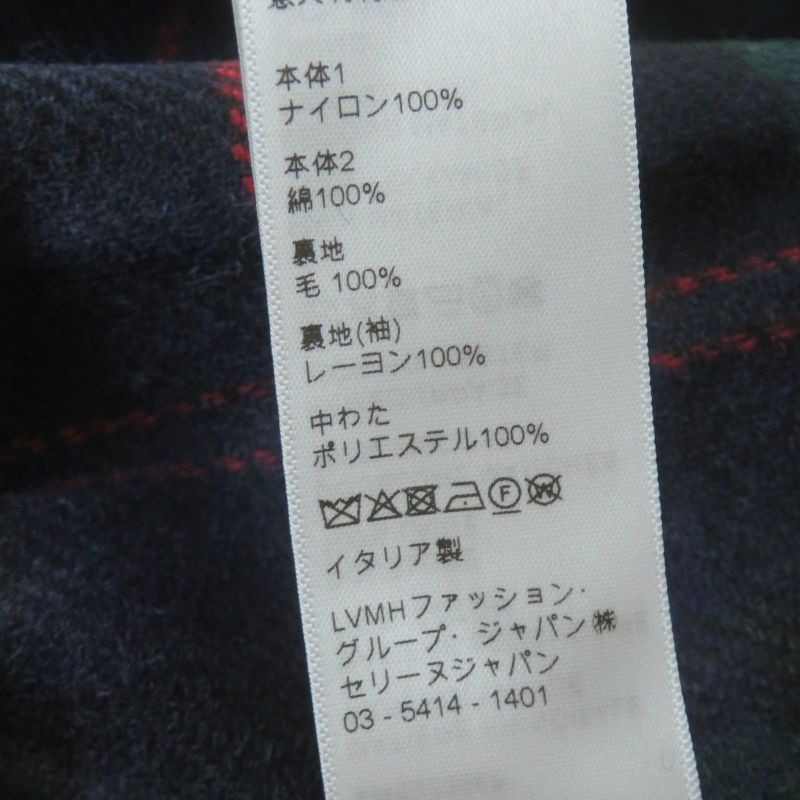 本体1
ナイロン100%
本体2
綿100%
裏地
毛 100%
裏地(袖)
レーヨン100%
中わた
ポリエステル100%
F W
イタリア製
LVMHファッション・
グループ・ジャパン㈱
セリーヌジャパン
03 - 5414 - 1401